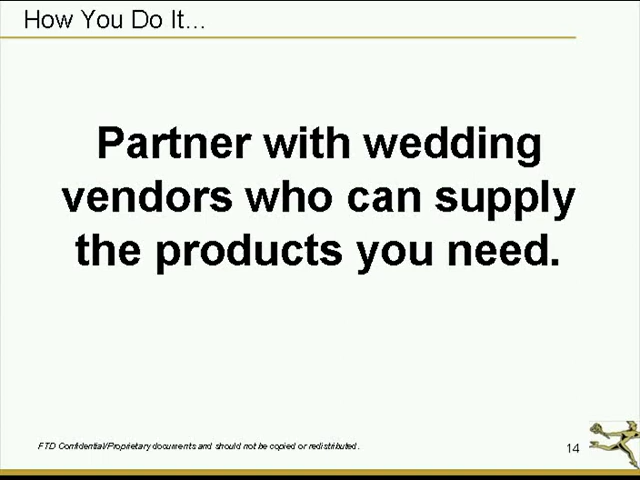 How You Do It...
Partner with wedding
vendors who can supply
the products you need.
FTD Confidential/Proprietary documents and should not be copied or redistributed.
14